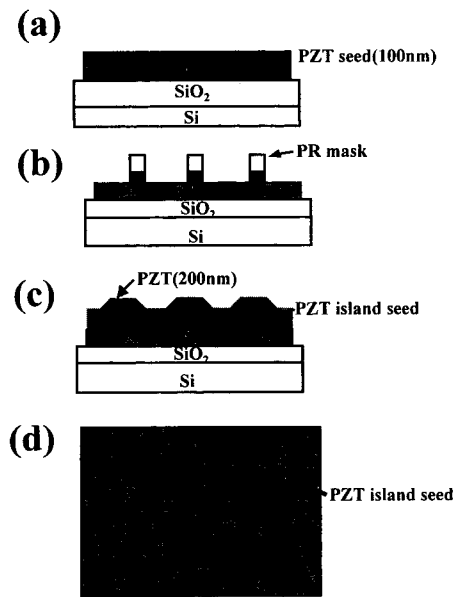 (a)
PZT seed(100nm)
SiO₂
Si
(b)
PR mask
SiO₂
Si
(c)
PZT(200nm)
PZT island seed
SiO₂
Si
(d)
PZT island seed